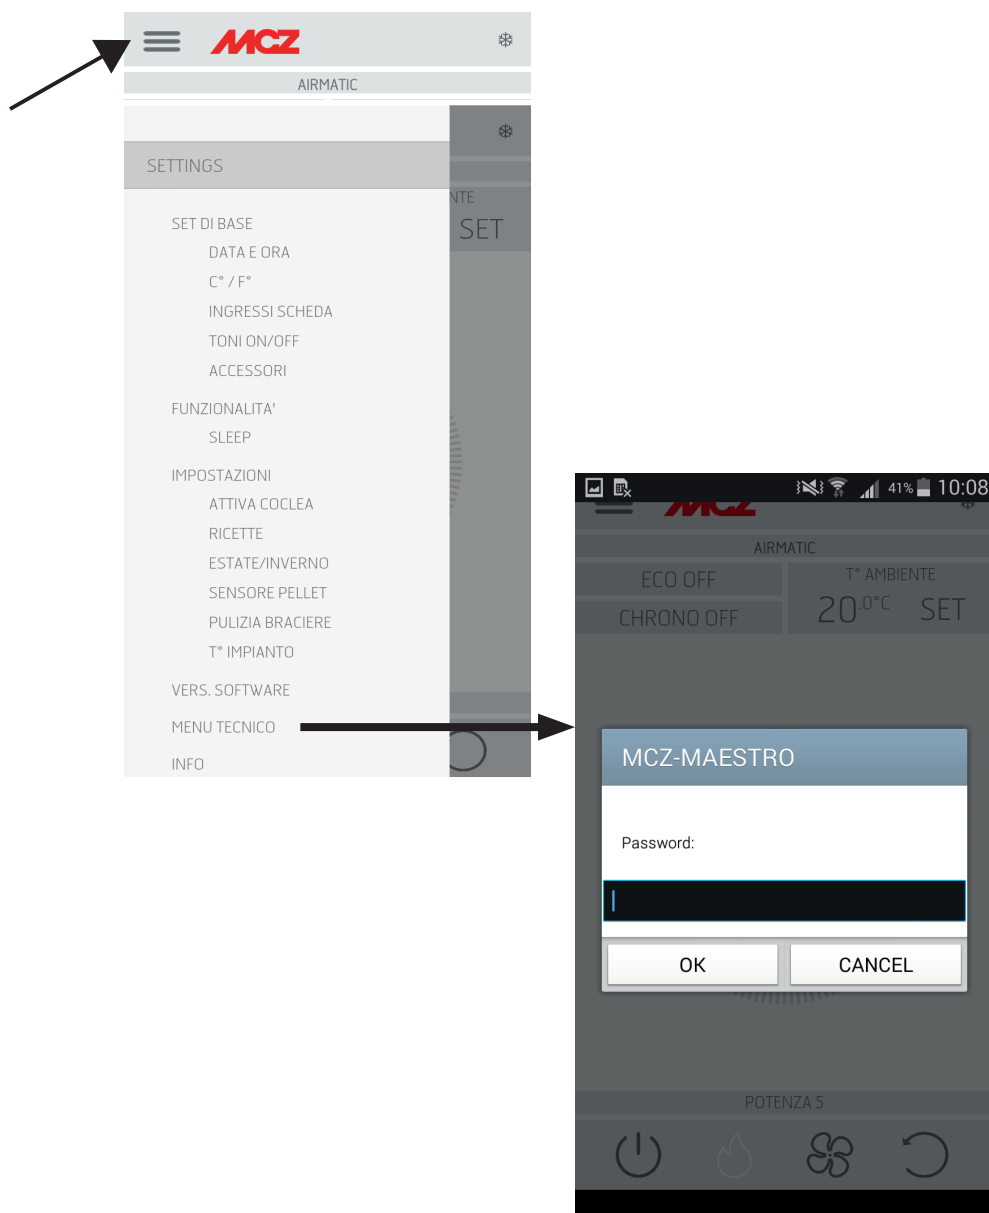 MCZ
AIRMATIC
SETTINGS
NTE
SET
SET DI BASE
DATA E ORA
C° / F°
INGRESSI SCHEDA
TONI ON/OFF
ACCESSORI
FUNZIONALITA'
SLEEP
IMPOSTAZIONI
ATTIVA COCLEA
RICETTE
ESTATE/INVERNO
SENSORE PELLET
PULIZIA BRACIERE
T° IMPIANTO
VERS. SOFTWARE
MENU TECNICO
INFO
41% 10:08
MCZ
AIRMATIC
ECO OFF
T° AMBIENTE
CHRONO OFF
20.0°C SET
MCZ-MAESTRO
Password:
OK CANCEL
POTENZA 5